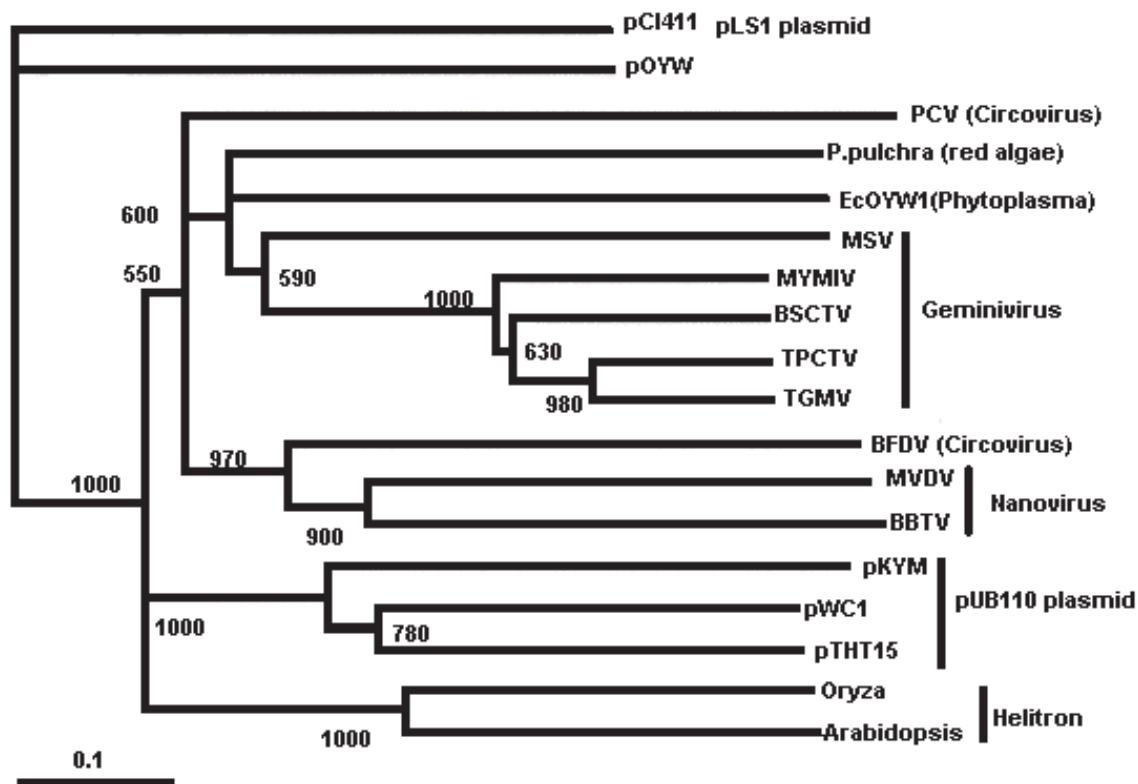 pCI411 pLS1 plasmid
pOYW
PCV (Circovirus)
P.pulchra (red algae)
EcOYW1(Phytoplasma)
600
MSV
550
590
MYMIV
1000
BSCTV
Geminivirus
630
TPCTV
980
TGMV
BFDV (Circovirus)
970
MVDV
1000
Nanovirus
BBTV
900
pKYM
pWC1
pUB110 plasmid
1000
780
pTHT15
Oryza
Helitron
1000
Arabidopsis
0.1